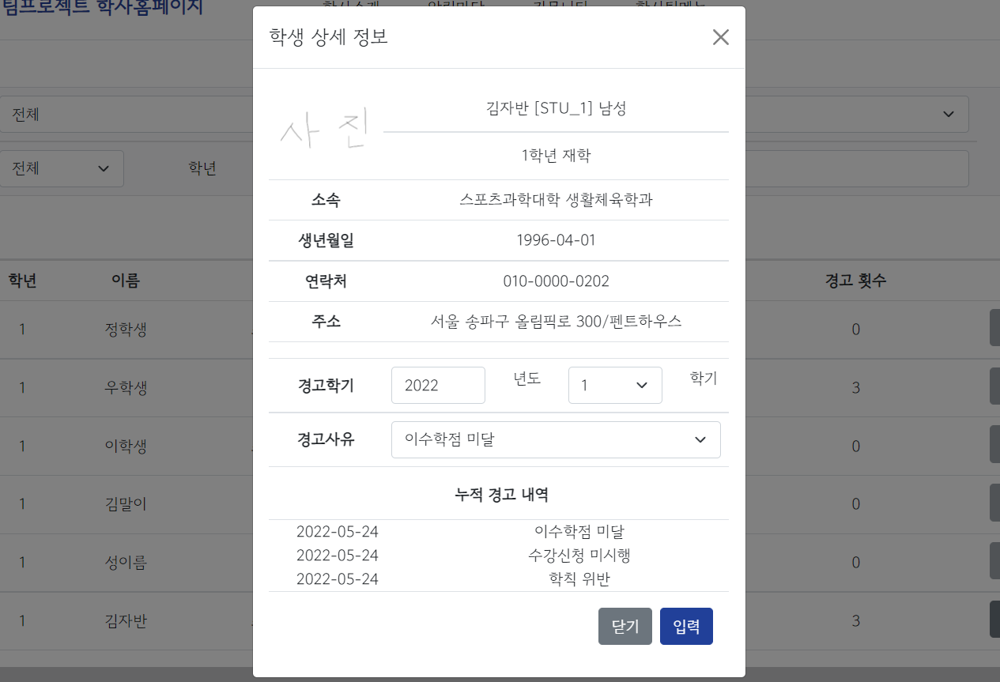 팀프로젝트 학사홈페이지
학생 상세 정보
전체
김자반 [STU_1] 남성
사 진
1학년 재학
전체 학년
소속 스포츠과학대학 생활체육학과
생년월일 1996-04-01
학년 이름 연락처 010-0000-0202 경고 횟수
1 정학생 주소 서울 송파구 올림픽로 300/펜트하우스 0
1 우학생 경고학기 2022 년도 1 학기 3
1 이학생 경고사유 이수학점 미달 0
1 김말이 누적 경고 내역 0
2022-05-24 이수학점 미달
1 성이름 2022-05-24 수강신청 미시행 0
2022-05-24 학칙 위반
1 김자반 닫기 입력 3